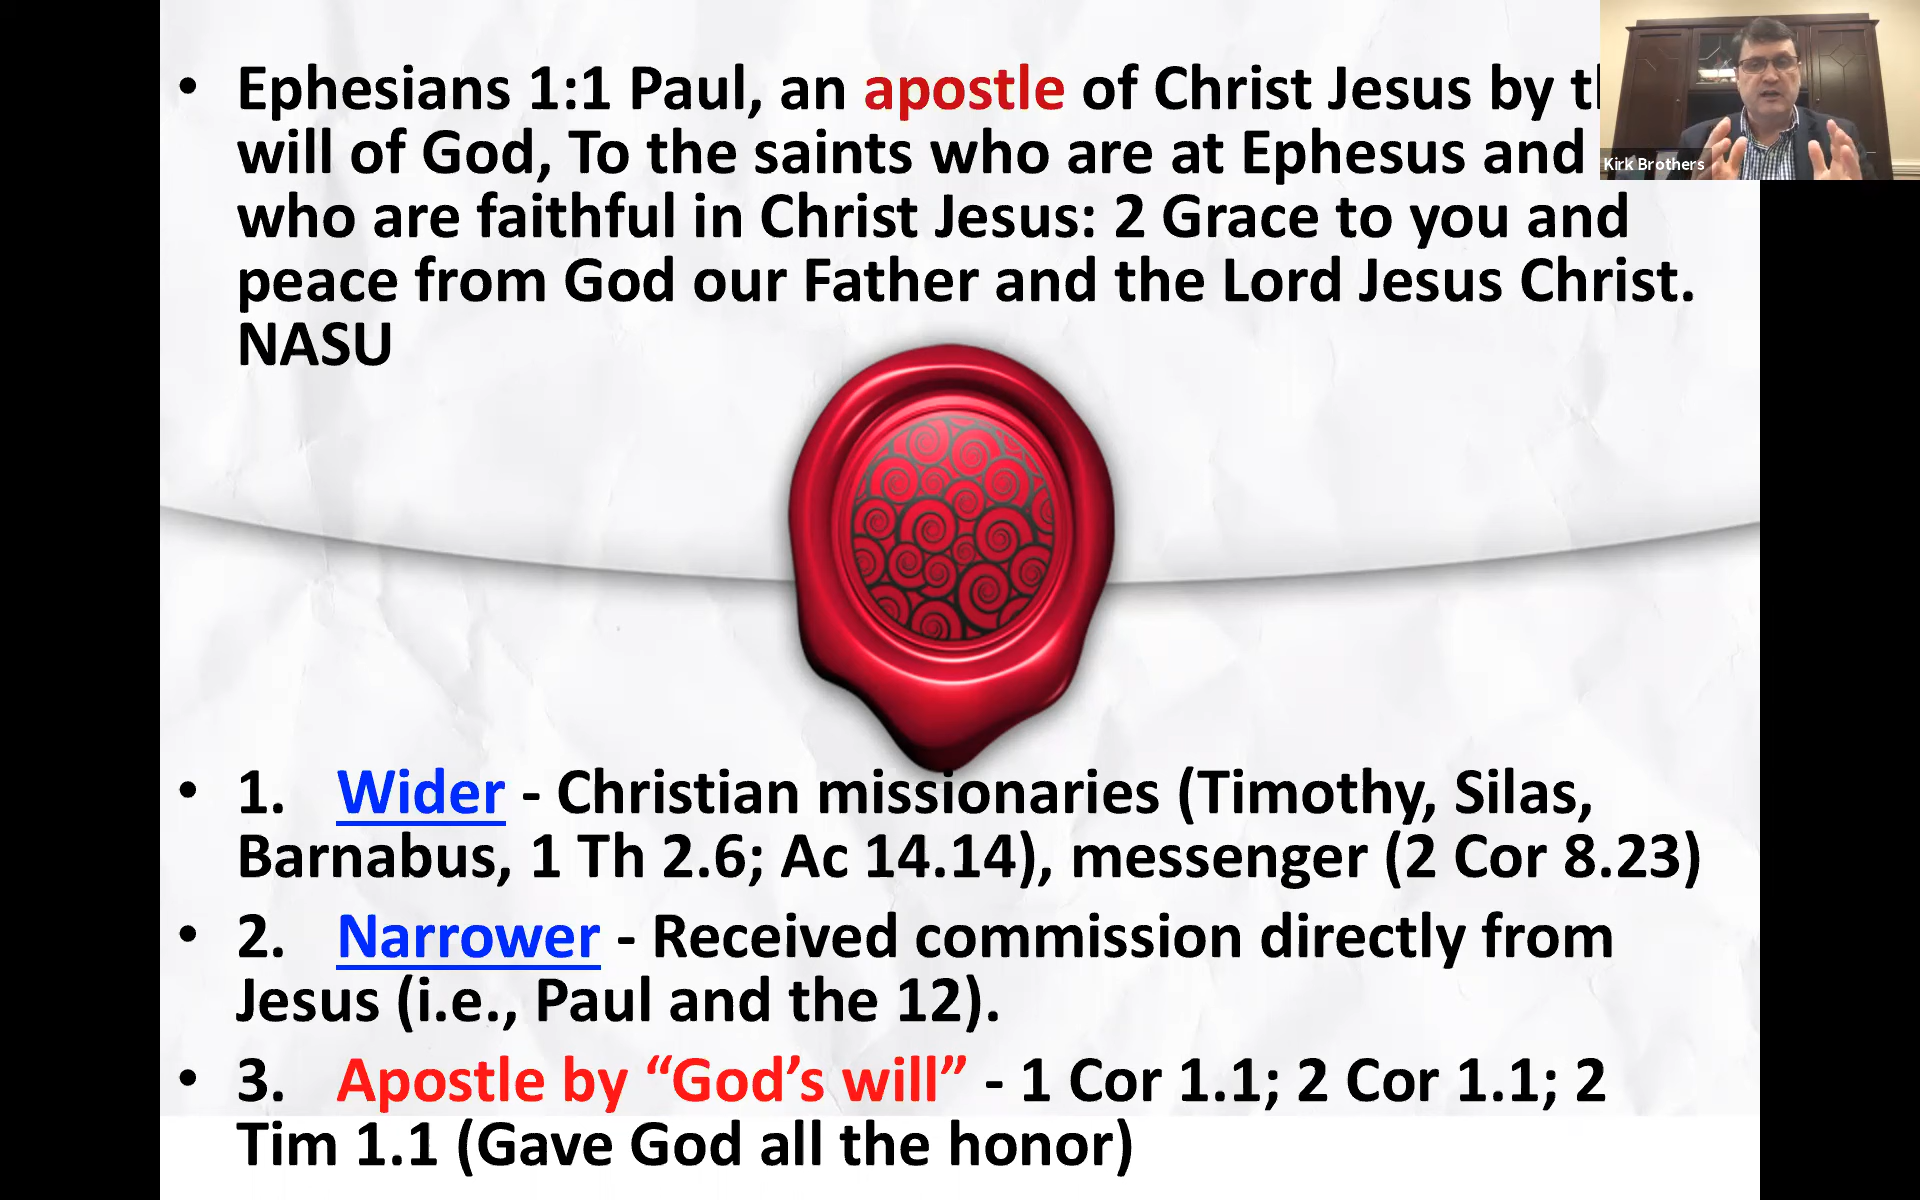 • Ephesians 1:1 Paul, an apostle of Christ Jesus by
will of God, To the saints who are at Ephesus and
who are faithful in Christ Jesus: 2 Grace to you and
peace from God our Father and the Lord Jesus Christ.
NASU
Kirk Brothers
• 1. Wider - Christian missionaries (Timothy, Silas,
Barnabus, 1 Th 2.6; Ac 14.14), messenger (2 Cor 8.23)
• 2. Narrower - Received commission directly from
Jesus (i.e., Paul and the 12).
• 3. Apostle by “God’s will” - 1 Cor 1.1; 2 Cor 1.1; 2
Tim 1.1 (Gave God all the honor)